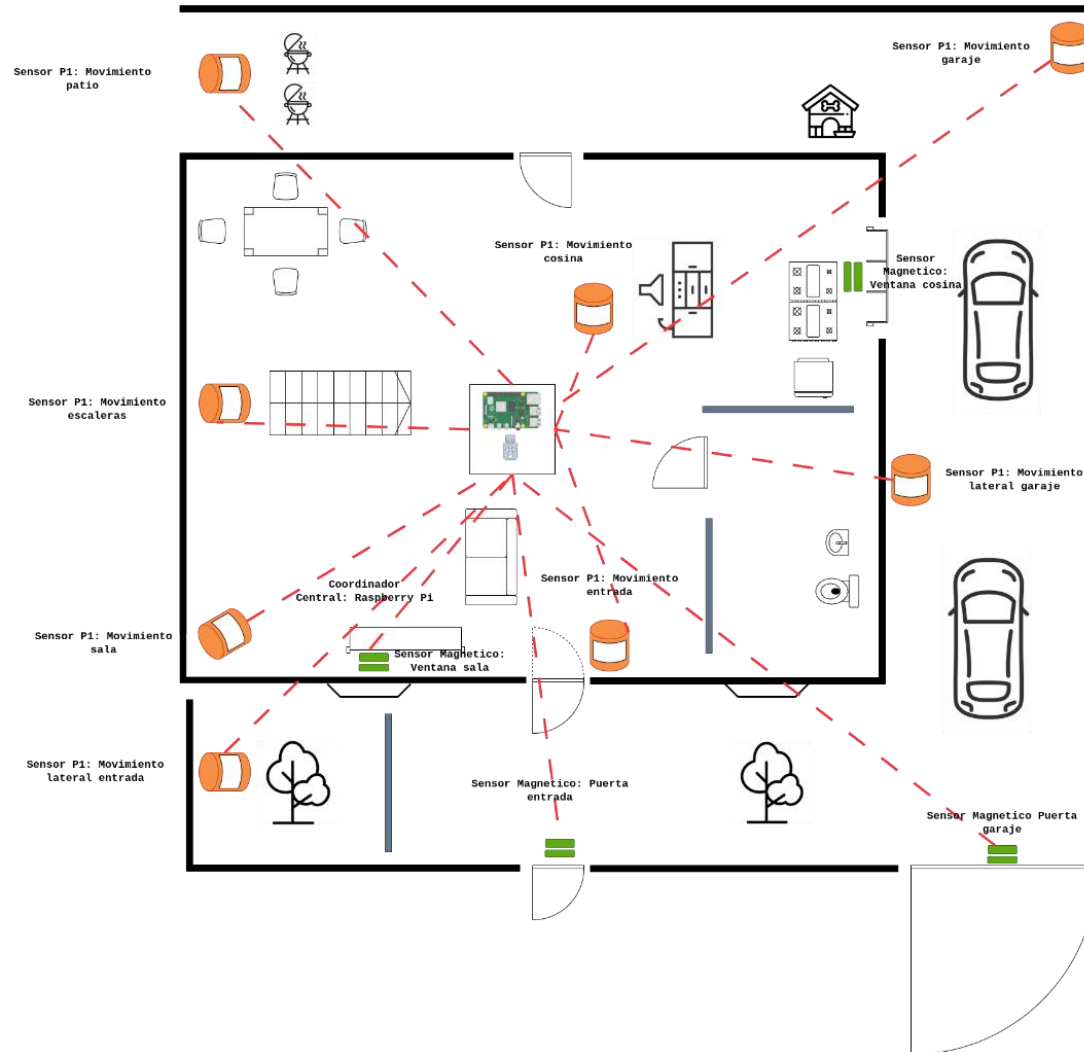 Sensor P1: Movimiento
patio
Sensor P1: Movimiento
garaje
Sensor P1: Movimiento
cosina
Sensor
Magnetico:
Ventana cosina
Sensor P1: Movimiento
escaleras
Sensor P1: Movimiento
lateral garaje
Coordinador
Central: Raspberry Pi
Sensor P1: Movimiento
entrada
Sensor P1: Movimiento
sala
Sensor Magnetico:
Ventana sala
Sensor P1: Movimiento
lateral entrada
Sensor Magnetico: Puerta
entrada
Sensor Magnetico Puerta
garaje